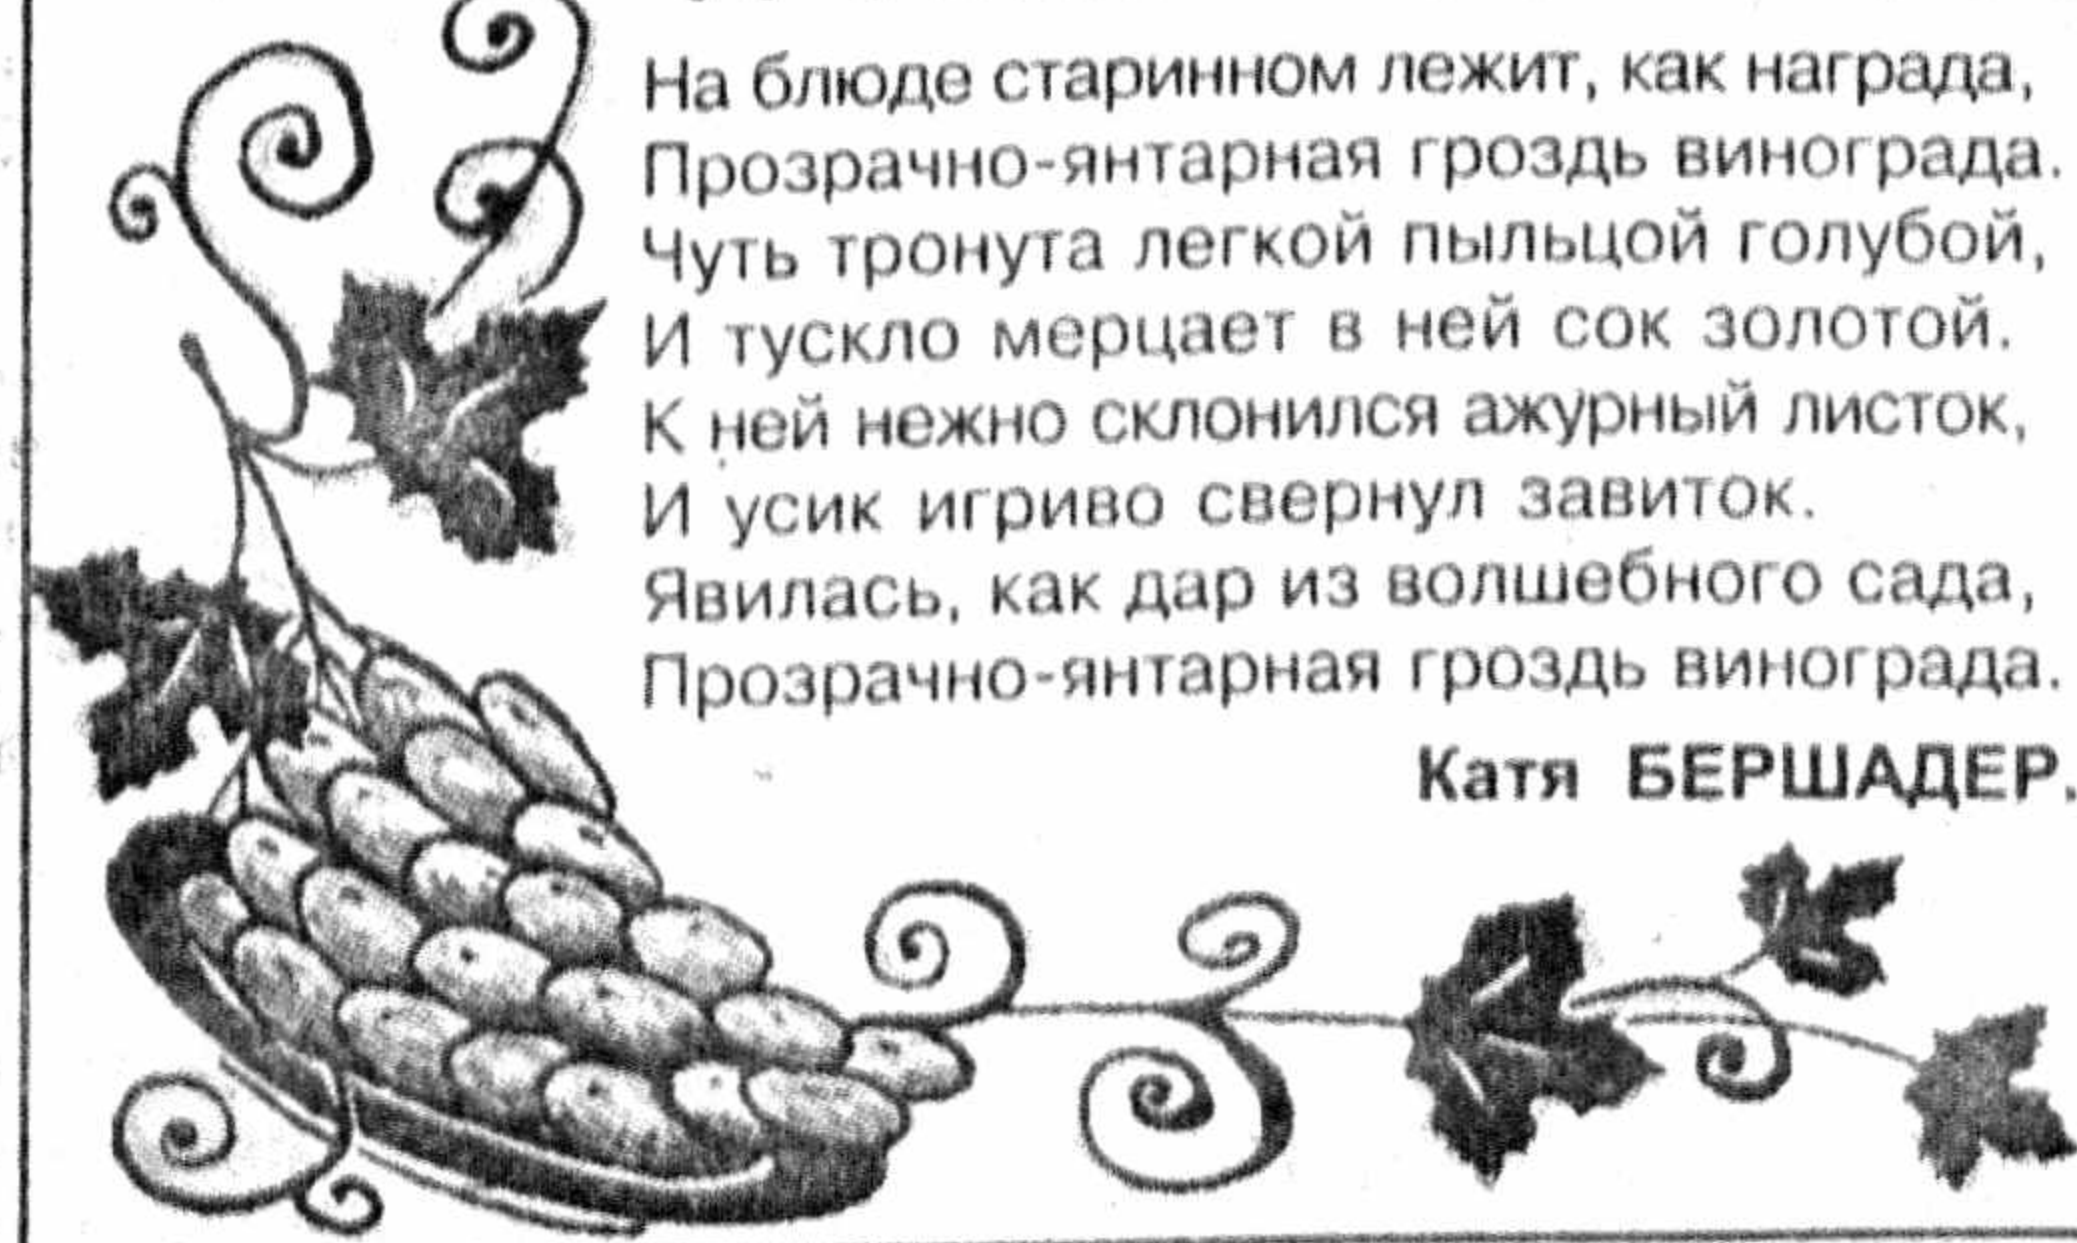 На блюде старинном лежит, как награда,
Прозрачно-янтарная гроздь винограда.
Чуть тронута легкой пыльцой голубой,
И тускло мерцает в ней сок золотой.
К ней нежно склонился ажурный листок,
И усик игриво свернул завиток.
Явилась, как дар из волшебного сада,
Прозрачно-янтарная гроздь винограда.
Катя БЕРШАДЕР.